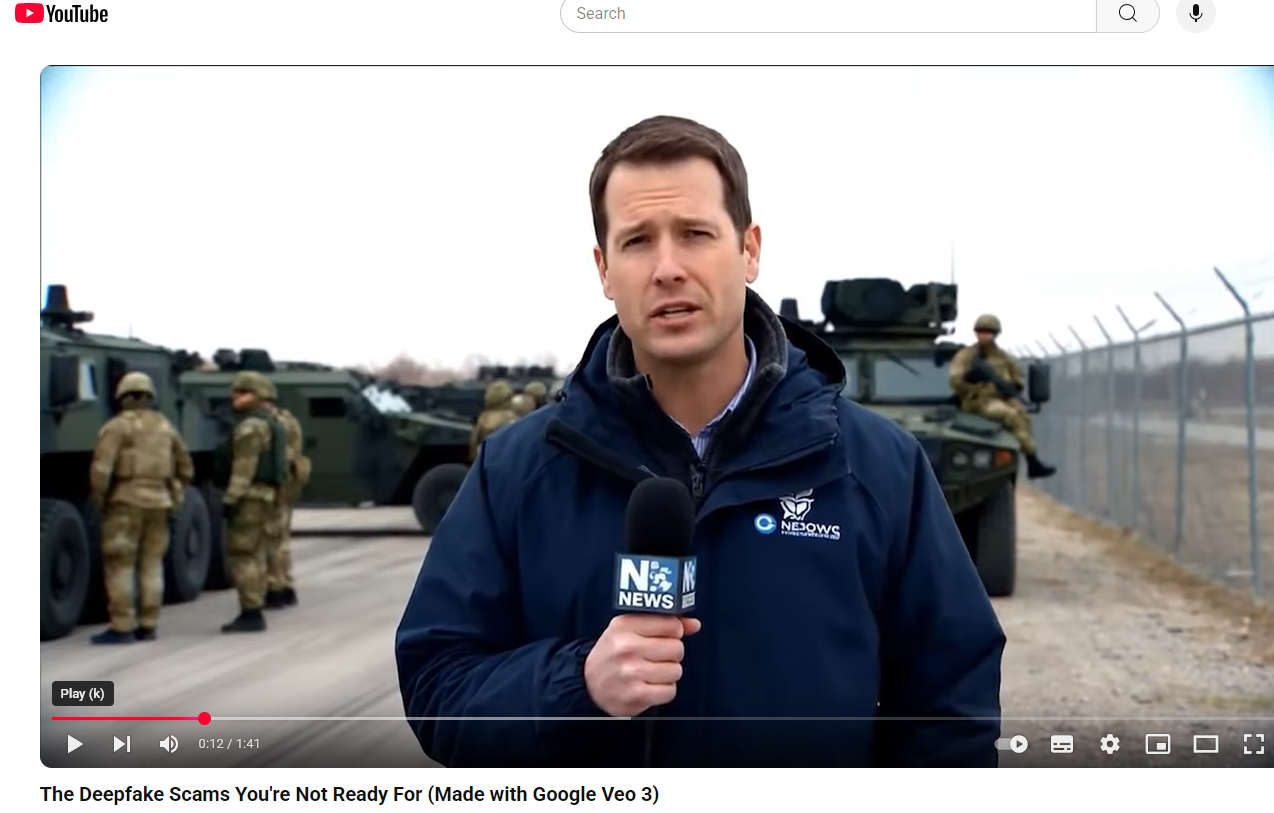 YouTube
Search
NEJOWS
N
NEWS
Play (k)
0:12 / 1:41
The Deepfake Scams You're Not Ready For (Made with Google Veo 3)